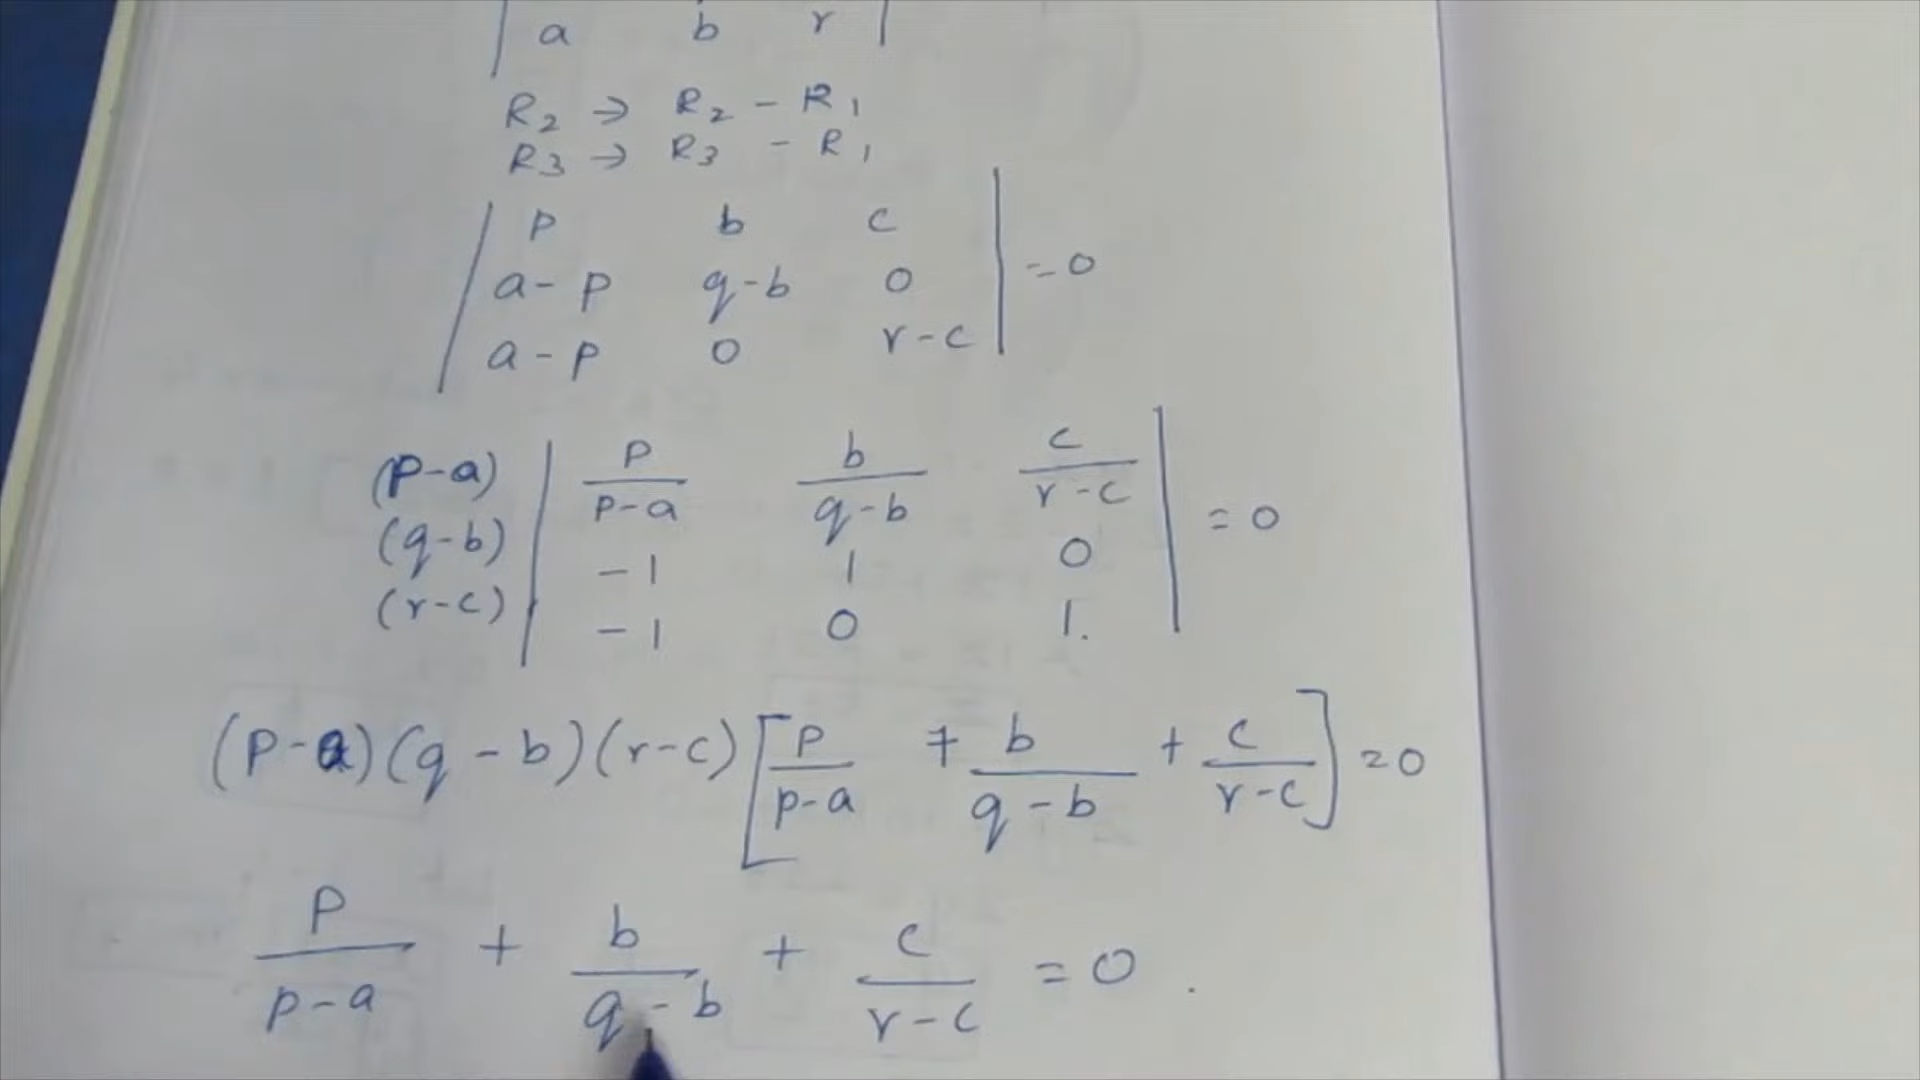 | a b r |
R₂ → R₂ - R₁
R₃ → R₃ - R₁
| p b c |
| a-p q-b 0 | = 0
| a-p 0 r-c |
(p-a) | p/(p-a) b/(q-b) c/(r-c) |
(q-b) | -1 1 0 | = 0
(r-c) | -1 0 1. |
(p-a)(q-b)(r-c) [ p/(p-a) + b/(q-b) + c/(r-c) ] = 0
p/(p-a) + b/(q-b) + c/(r-c) = 0.